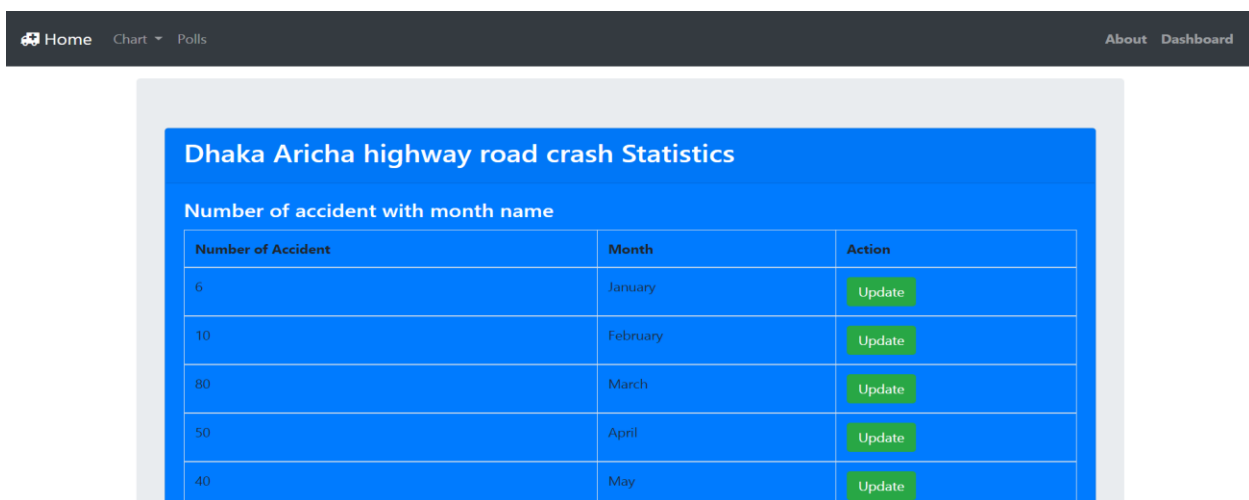 Home Chart Polls About Dashboard
Dhaka Aricha highway road crash Statistics
Number of accident with month name
Number of Accident Month Action
6 January Update
10 February Update
80 March Update
50 April Update
40 May Update